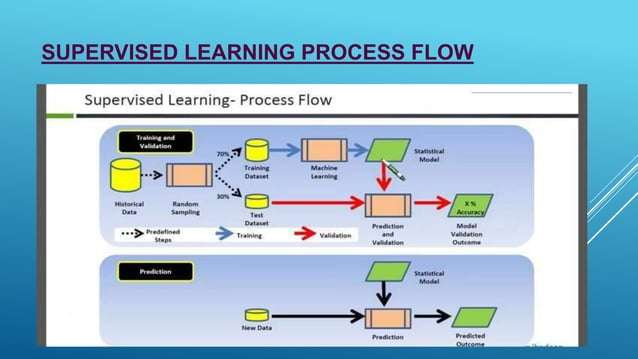 SUPERVISED LEARNING PROCESS FLOW
Supervised Learning- Process Flow
Training and
Validation
70%
30%
Historical
Data
Random
Sampling
Training
Dataset
Machine
Learning
Statistical
Model
Test
Dataset
Prediction
and
Validation
X %
Accuracy
Model
Validation
Outcome
Predefined
Steps
Training
Validation
Prediction
Statistical
Model
New Data
Prediction
Predicted
Outcome